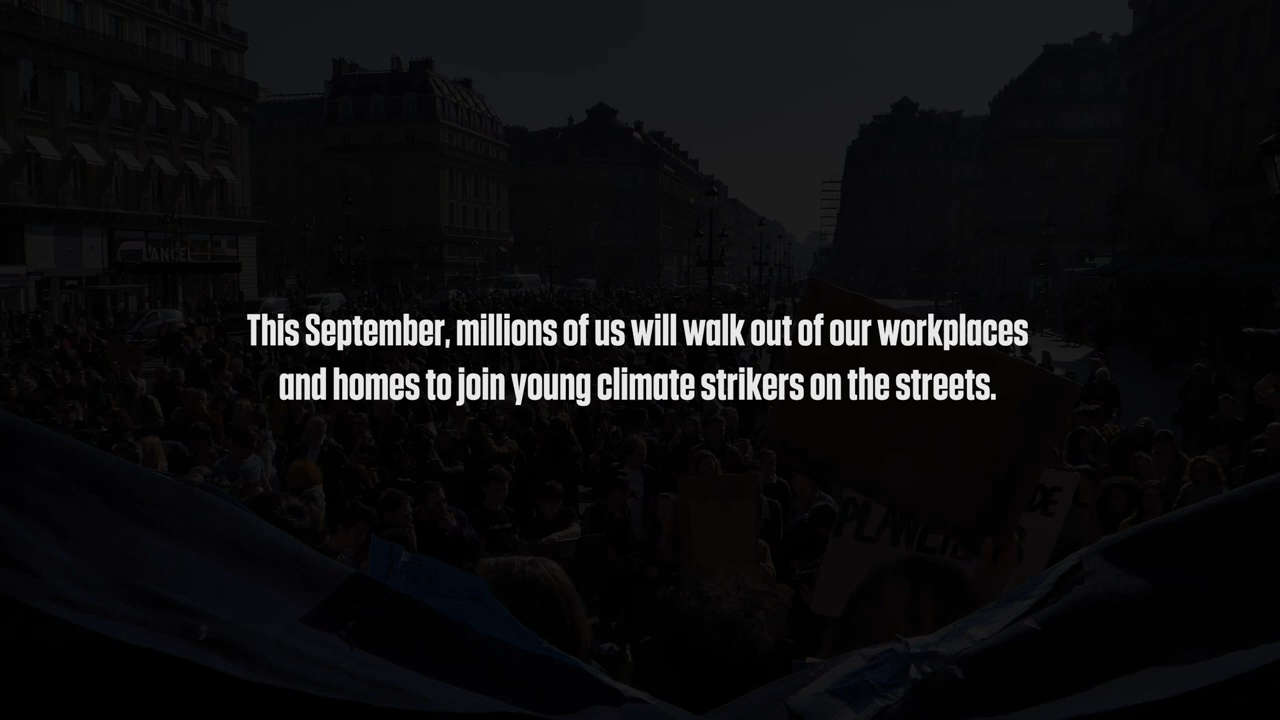 LANCEL
This September, millions of us will walk out of our workplaces
and homes to join young climate strikers on the streets.
DE